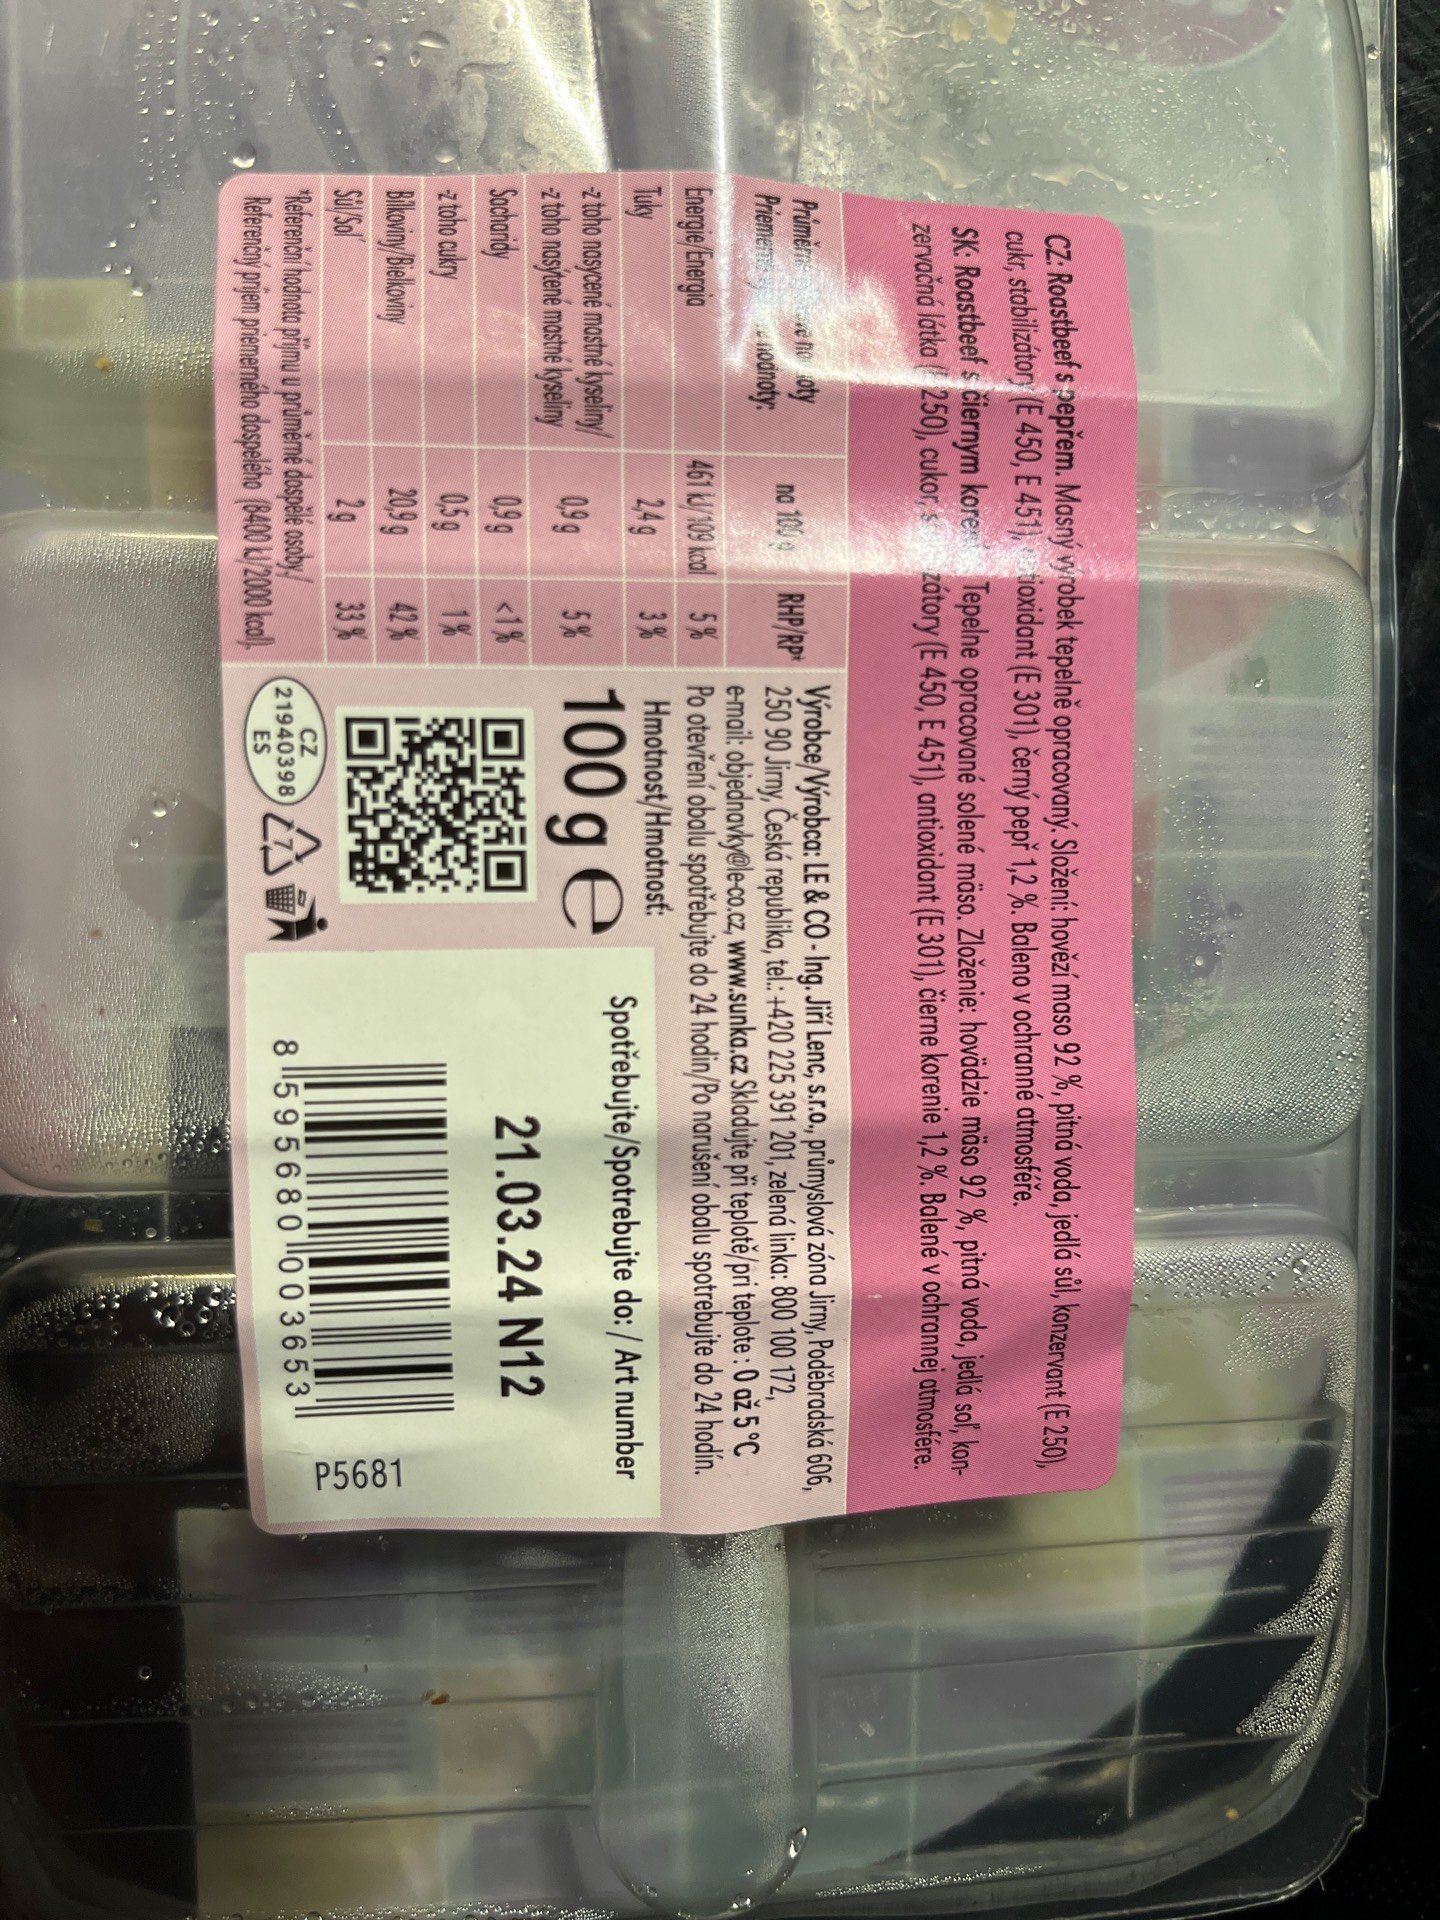 CZ: Roastbeef s pepřem. Masný výrobek tepelně opracovaný. Složení: hovězí maso 92 %, pitná voda, jedlá sůl, konzervant (E 250),
cukr, stabilizátory (E 450, E 451), antioxidant (E 301), černý pepř 1,2 %. Baleno v ochranné atmosféře.
SK: Roastbeef s čiernym korením. Tepelne opracované solené mäso. Zloženie: hovädzie mäso 92 %, pitná voda, jedlá soľ, kon-
zervačná látka (E 250), cukor, stabilizátory (E 450, E 451), antioxidant (E 301), čierne korenie 1,2 %. Balené v ochrannej atmosfére.
na 100 g RHP/RP*
hodnoty:
Energie/Energia 461 kJ/109 kcal 5 %
Tuky 2,4 g 3 %
-z toho nasycené mastné kyseliny/
-z toho nasýtené mastné kyseliny 0,9 g 5 %
Sacharidy 0,9 g <1 %
-z toho cukry 0,5 g 1 %
Bílkoviny/Bielkoviny 20,9 g 42 %
Sůl/Soľ 2 g 33 %
*Referenční hodnota příjmu u průměrné dospělé osoby/
Referenčný príjem priemerného dospelého (8400 kJ/2000 kcal).
Výrobce/Výrobca: LE & CO - Ing. Jiří Lenc, s.r.o., průmyslová zóna Jirny, Poděbradská 606,
250 90 Jirny, Česká republika, tel.: +420 225 391 201, zelená linka: 800 100 172,
e-mail: objednavky@le-co.cz, www.sunka.cz Skladujte při teplotě/pri teplote : 0 až 5 °C
Po otevření obalu spotřebujte do 24 hodin/Po narušení obalu spotrebujte do 24 hodín.
Hmotnost/Hmotnosť:
100 g e
CZ
21940398
ES
7
Spotřebujte/Spotrebujte do: / Art number
21.03.24 N12
8 595680 003653
P5681